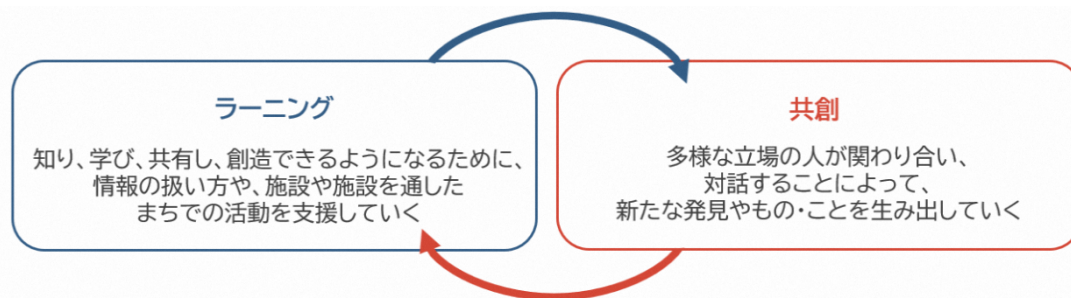 ラーニング
知り、学び、共有し、創造できるようになるために、
情報の扱い方や、施設や施設を通した
まちでの活動を支援していく
共創
多様な立場の人が関わり合い、
対話することによって、
新たな発見やもの・ことを生み出していく